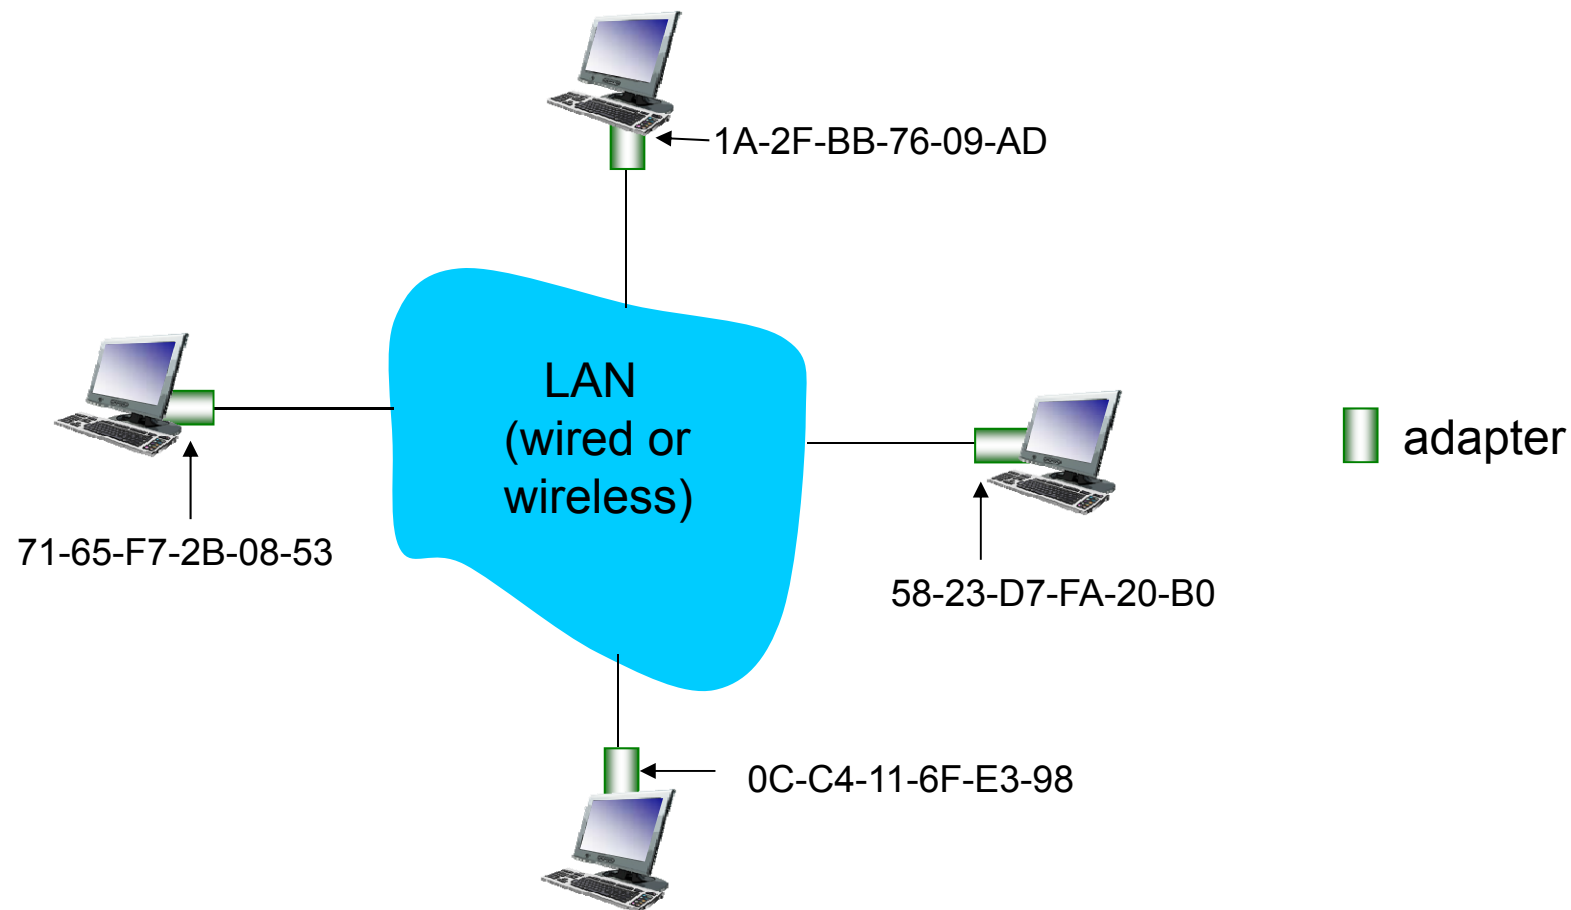 1A-2F-BB-76-09-AD
LAN
(wired or
wireless)
adapter
71-65-F7-2B-08-53
58-23-D7-FA-20-B0
0C-C4-11-6F-E3-98